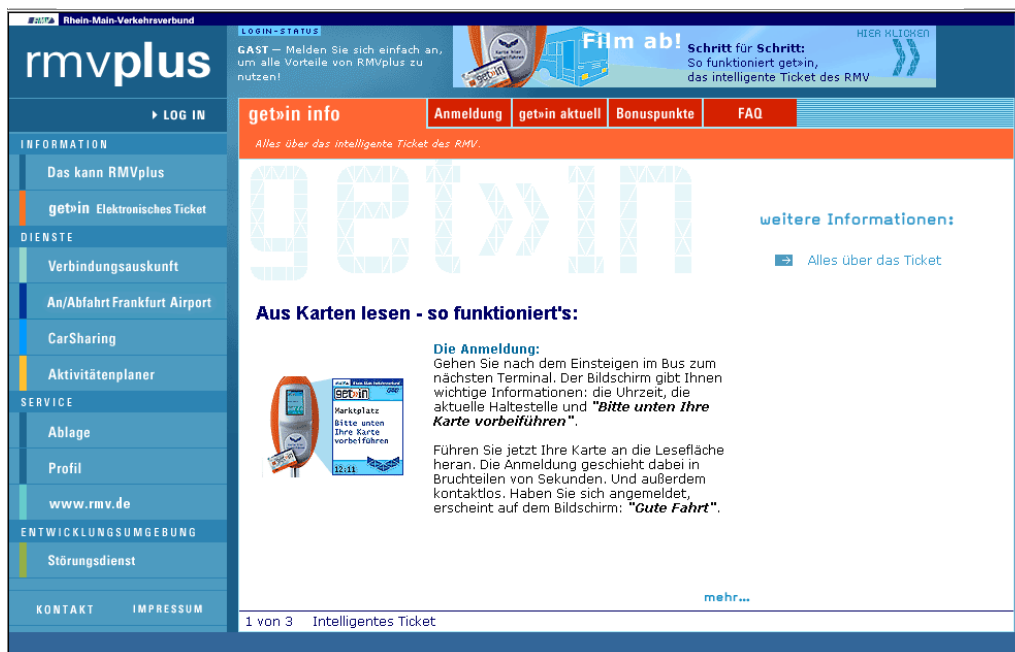 Rhein-Main-Verkehrsverbund
rmvplus
LOGIN-STATUS
GAST — Melden Sie sich einfach an,
um alle Vorteile von RMVplus zu
nutzen!
Film ab!
HIER KLICKEN
Schritt für Schritt:
So funktioniert get»in,
das intelligente Ticket des RMV
get»in
LOG IN
get»in info
Anmeldung
get»in aktuell
Bonuspunkte
FAQ
Alles über das intelligente Ticket des RMV.
INFORMATION
Das kann RMVplus
get»in Elektronisches Ticket
DIENSTE
Verbindungsauskunft
An/Abfahrt Frankfurt Airport
CarSharing
Aktivitätenplaner
SERVICE
Ablage
Profil
www.rmv.de
ENTWICKLUNGSUMGEBUNG
Störungsdienst
KONTAKT IMPRESSUM
get»in
weitere Informationen:
Alles über das Ticket
Aus Karten lesen - so funktioniert's:
Die Anmeldung:
Gehen Sie nach dem Einsteigen im Bus zum
nächsten Terminal. Der Bildschirm gibt Ihnen
wichtige Informationen: die Uhrzeit, die
aktuelle Haltestelle und "Bitte unten Ihre
Karte vorbeiführen".
Führen Sie jetzt Ihre Karte an die Lesefläche
heran. Die Anmeldung geschieht dabei in
Bruchteilen von Sekunden. Und außerdem
kontaktlos. Haben Sie sich angemeldet,
erscheint auf dem Bildschirm: "Gute Fahrt".
get»in
Marktplatz
Bitte unten
Ihre Karte
vorbeiführen
12:11
mehr...
1 von 3 Intelligentes Ticket